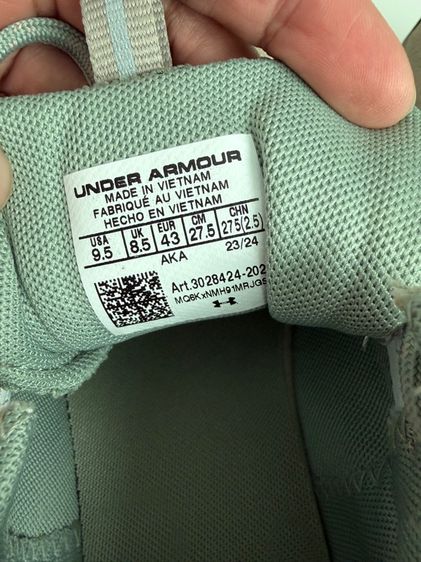 UNDER ARMOUR
MADE IN VIETNAM
FABRIQUÉ AU VIETNAM
HECHO EN VIETNAM
USA UK EUR CM CHN
9.5 8.5 43 27.5 275(2.5)
AKA 23/24
Art.3028424-202